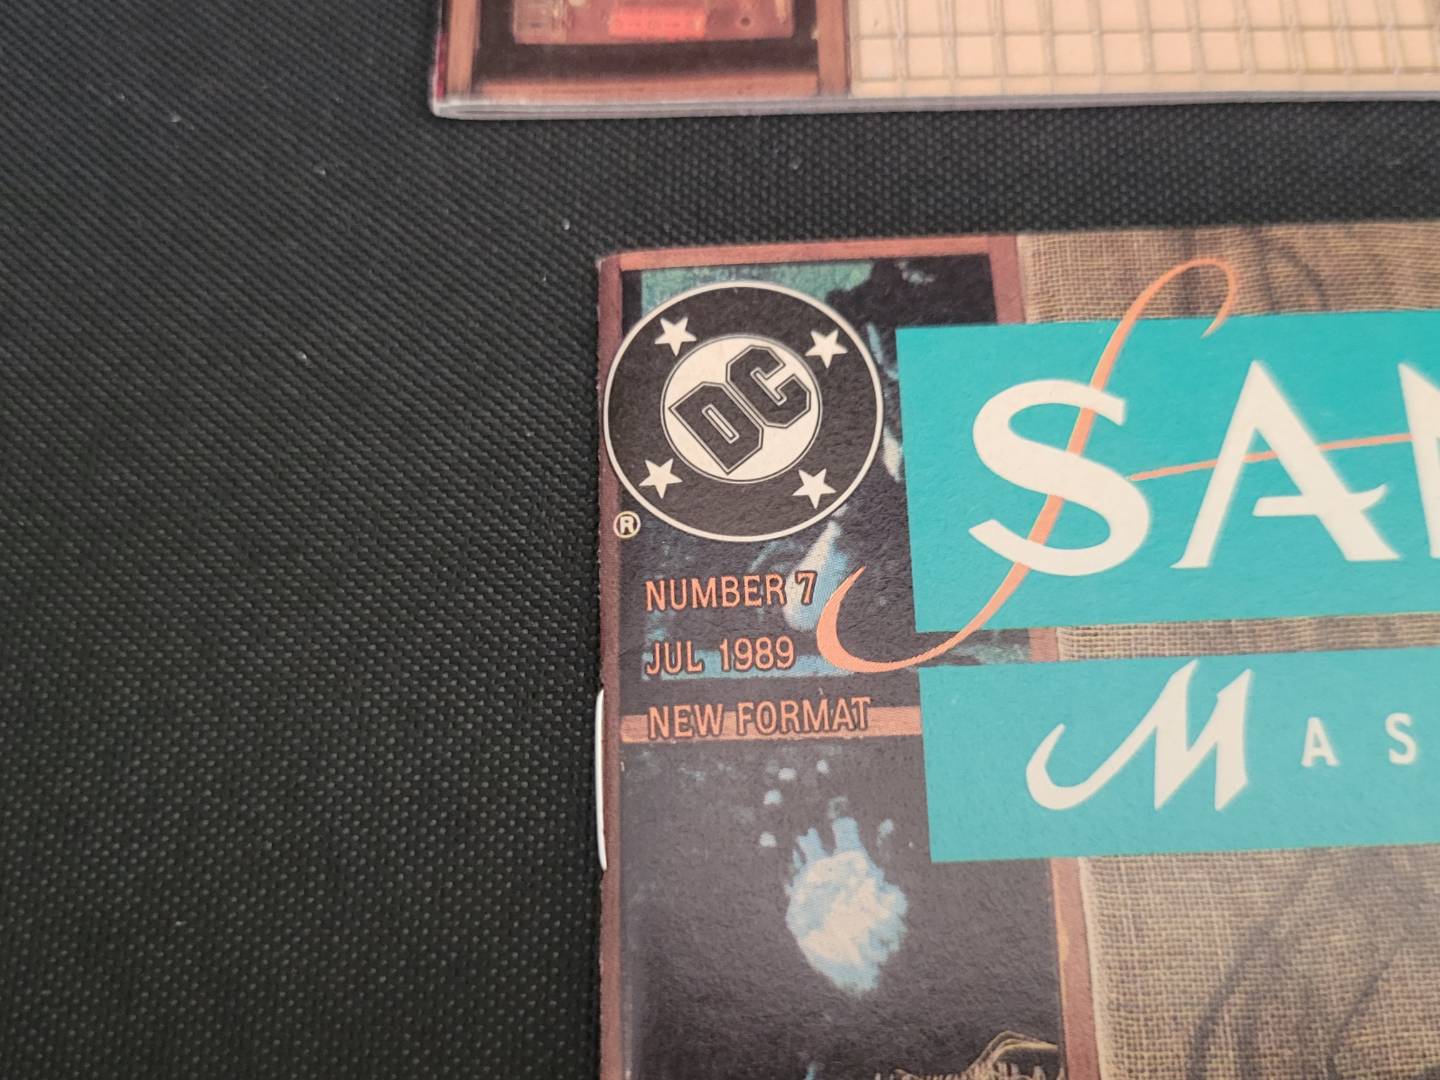 DC
®
NUMBER 7
JUL 1989
NEW FORMAT
SA
MAS